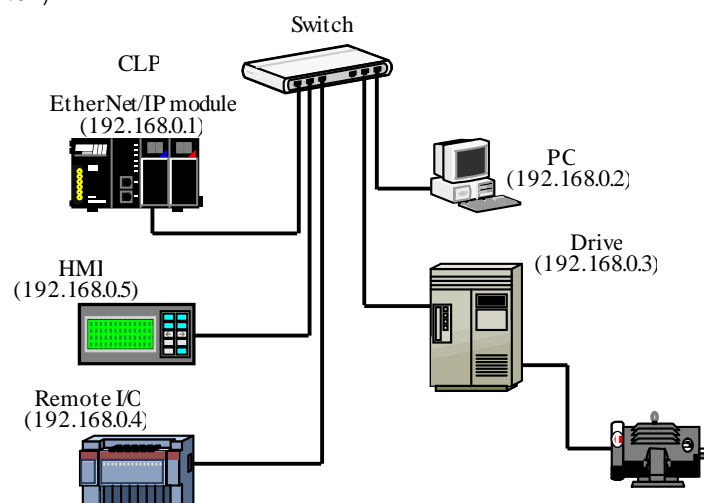 Switch
CLP
EtherNet/IP module
(192.168.0.1)
PC
(192.168.0.2)
Drive
(192.168.0.3)
HMI
(192.168.0.5)
Remote I/O
(192.168.0.4)